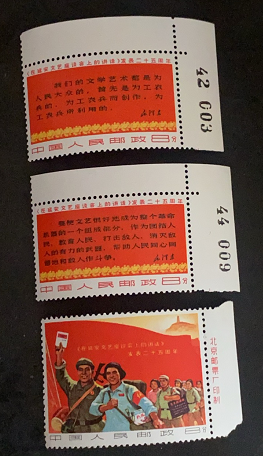 《在延安文艺座谈会上的讲话》发表二十五周年
我们的文学艺术都是为
人民大众的，首先是为工农
兵的，为工农兵而创作，为
工农兵所利用的。
毛泽东
中国人民邮政8分
42 003
《在延安文艺座谈会上的讲话》发表二十五周年
要使文艺很好地成为整个革命
机器的一个组成部分，作为团结人
民、教育人民、打击敌人、消灭敌
人的有力的武器，帮助人民同心同
德地和敌人作斗争。
毛泽东
中国人民邮政8分
44 009
《在延安文艺座谈会上的讲话》
发表二十五周年
中国人民邮政8分
北京邮票厂印制